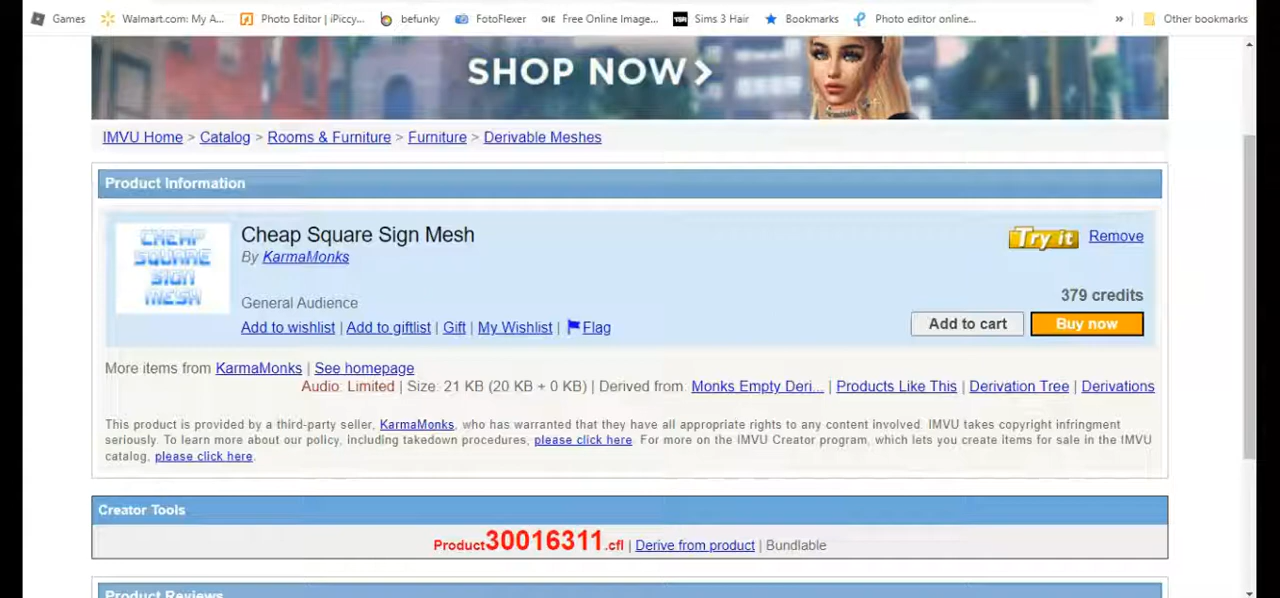 Games Walmart.com: My A... Photo Editor | iPiccy... befunky FotoFlexer GIE Free Online Image... TSR Sims 3 Hair Bookmarks Photo editor online... » Other bookmarks
SHOP NOW >
IMVU Home > Catalog > Rooms & Furniture > Furniture > Derivable Meshes
Product Information
CHEAP
SQUARE
SIGN
MESH
Cheap Square Sign Mesh
By KarmaMonks
Try it Remove
General Audience
379 credits
Add to wishlist | Add to giftlist | Gift | My Wishlist | Flag
Add to cart Buy now
More items from KarmaMonks | See homepage
Audio: Limited | Size: 21 KB (20 KB + 0 KB) | Derived from: Monks Empty Deri... | Products Like This | Derivation Tree | Derivations
This product is provided by a third-party seller, KarmaMonks, who has warranted that they have all appropriate rights to any content involved. IMVU takes copyright infringment
seriously. To learn more about our policy, including takedown procedures, please click here. For more on the IMVU Creator program, which lets you create items for sale in the IMVU
catalog, please click here.
Creator Tools
Product30016311.cfl | Derive from product | Bundlable
Product Reviews